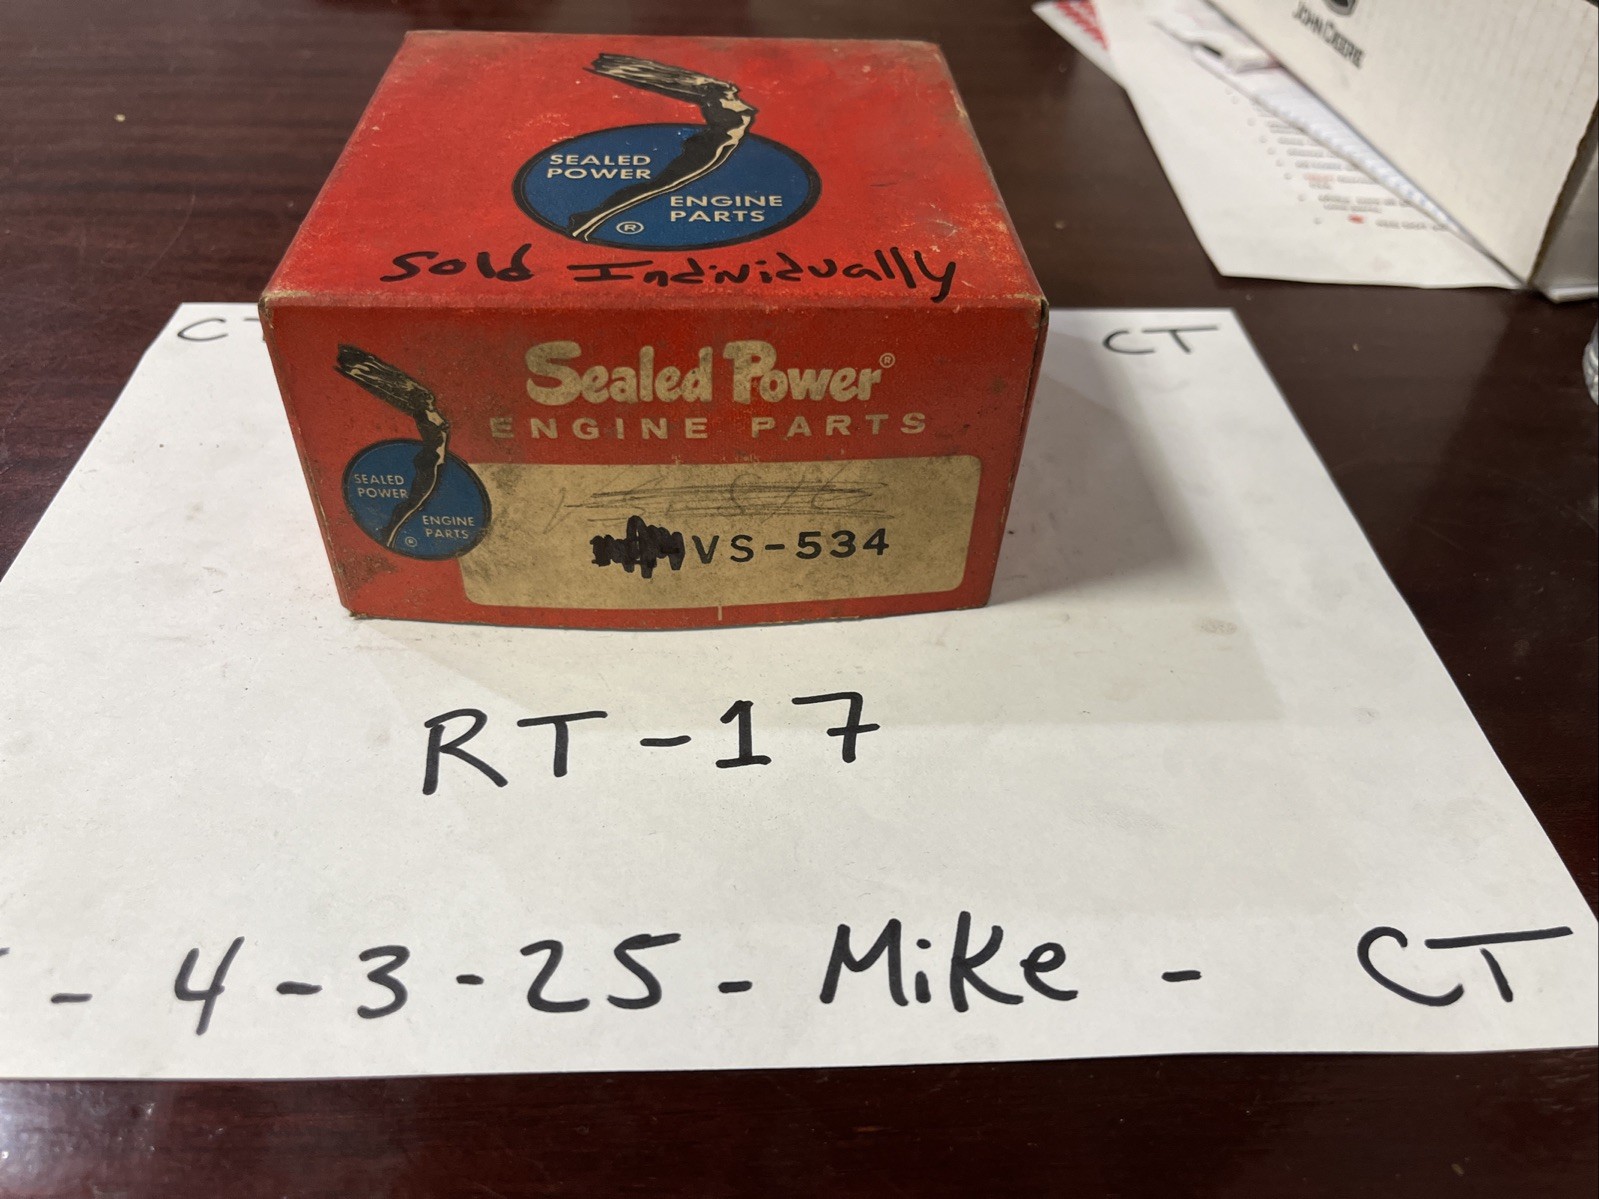 JOHN DEERE
SEALED
POWER
ENGINE
PARTS
®
Sold Individually
CT
CT
Sealed Power®
ENGINE PARTS
SEALED
POWER
ENGINE
PARTS
®
VS-534
RT-17
- 4-3-25 - Mike - CT